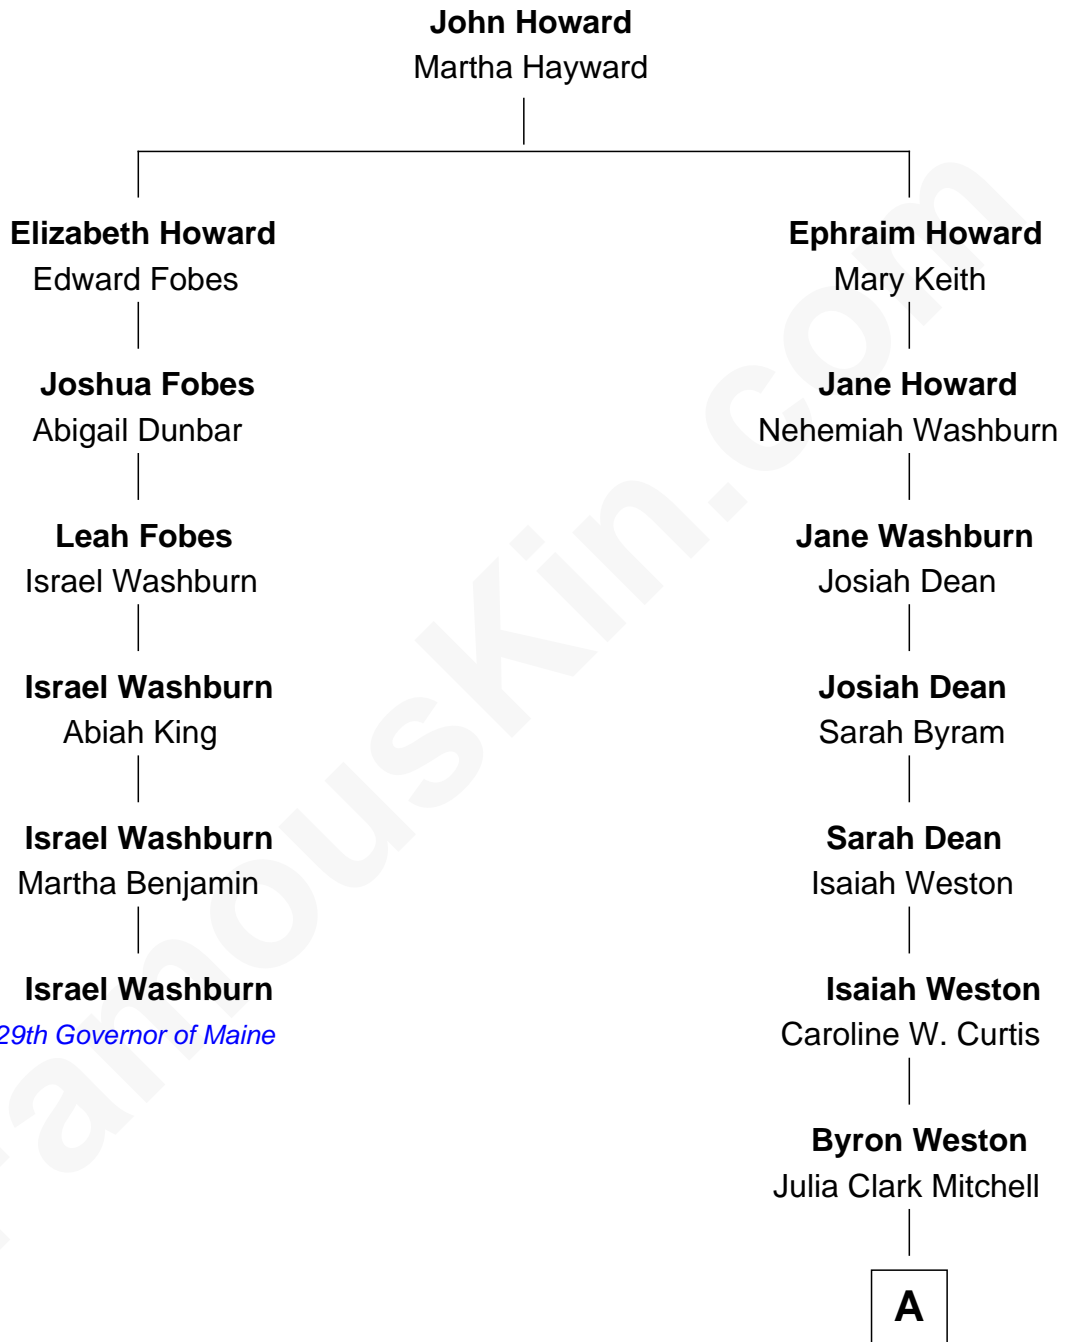 John Howard
Martha Hayward
Elizabeth Howard
Edward Fobes
Ephraim Howard
Mary Keith
Joshua Fobes
Abigail Dunbar
Jane Howard
Nehemiah Washburn
Leah Fobes
Israel Washburn
Jane Washburn
Josiah Dean
Israel Washburn
Abiah King
Josiah Dean
Sarah Byram
Israel Washburn
Martha Benjamin
Sarah Dean
Isaiah Weston
Israel Washburn
29th Governor of Maine
Isaiah Weston
Caroline W. Curtis
Byron Weston
Julia Clark Mitchell
A
FamousKin.com